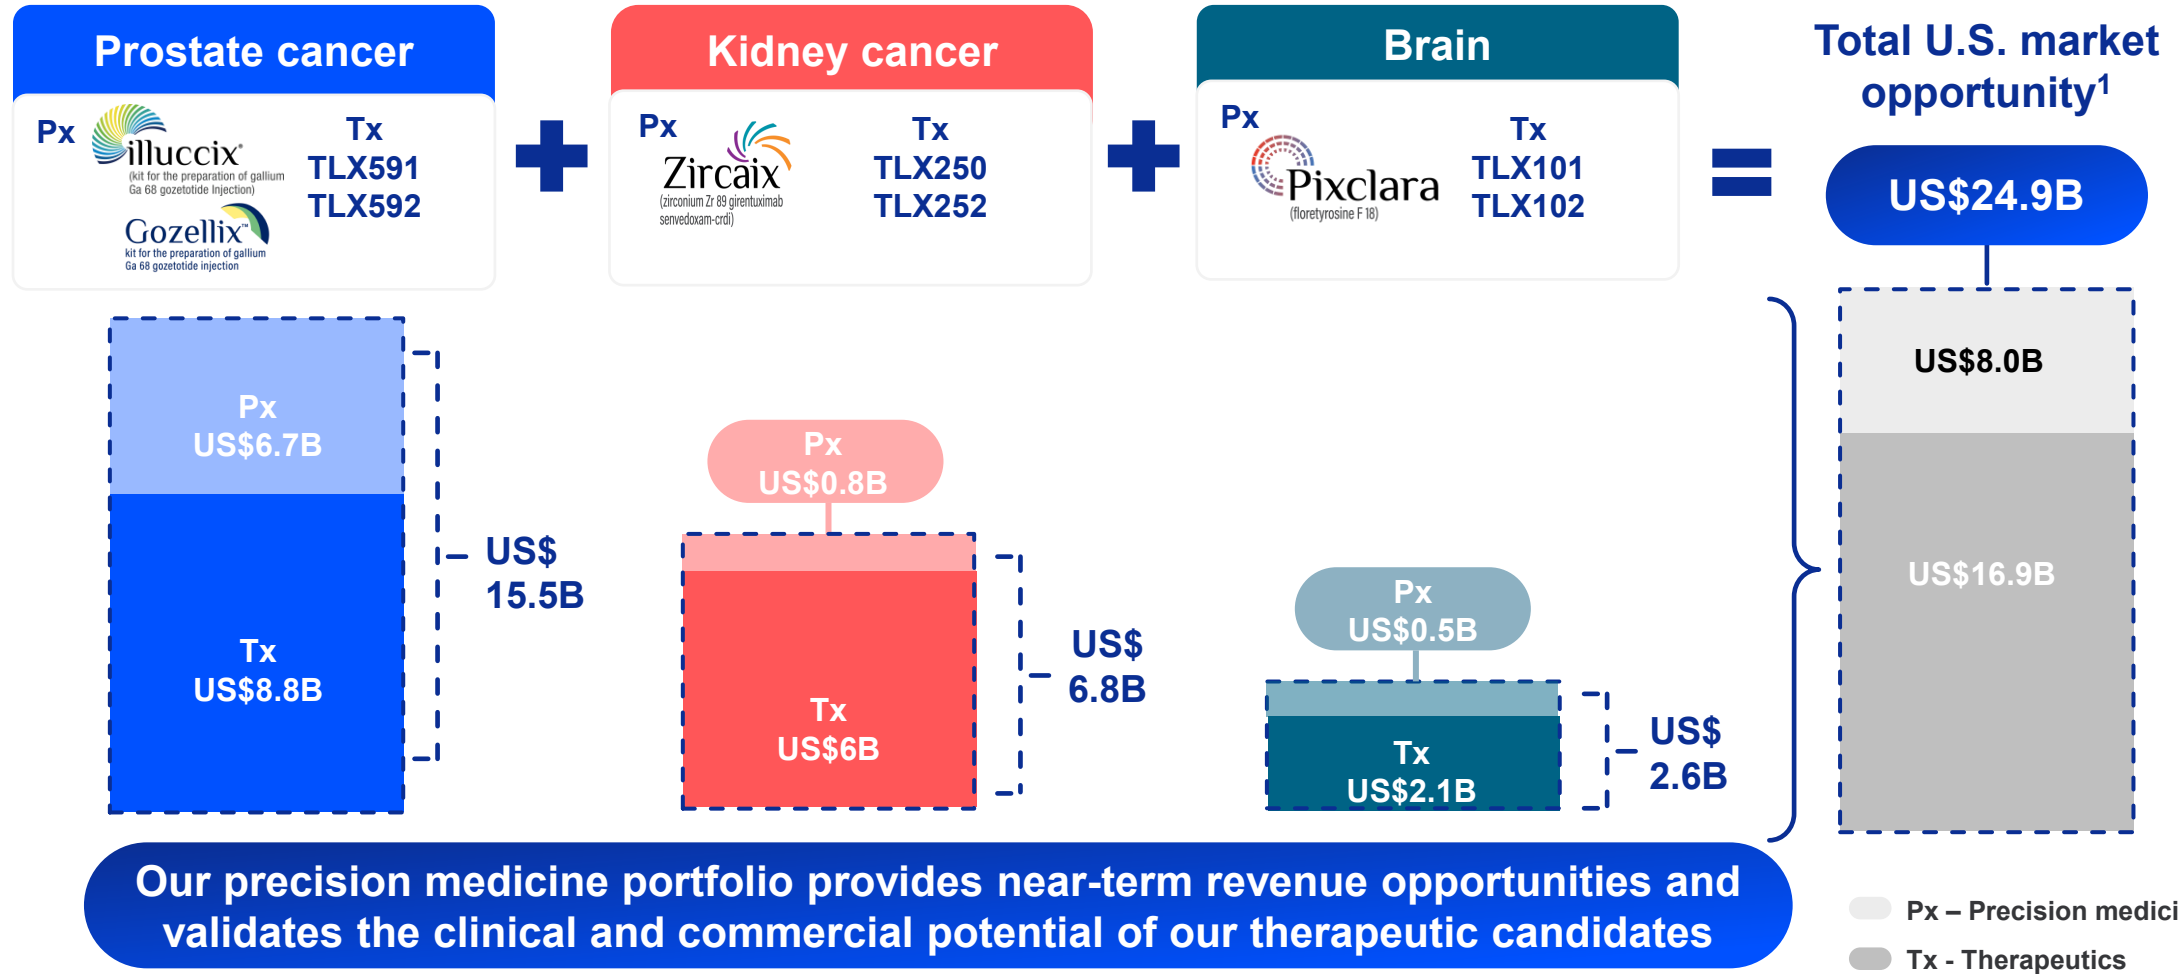 Prostate cancer
Px
illuccix®
(kit for the preparation of gallium
Ga 68 gozetotide Injection)
Gozellix™
kit for the preparation of gallium
Ga 68 gozetotide injection
Tx
TLX591
TLX592
Kidney cancer
Px
Zircaix
(zirconium Zr 89 girentuximab
senvedoxam-crdi)
Tx
TLX250
TLX252
Brain
Px
Pixclara
(floretyrosine F 18)
Tx
TLX101
TLX102
Total U.S. market
opportunity¹
US$24.9B
Px
US$6.7B
Tx
US$8.8B
US$
15.5B
Px
US$0.8B
Tx
US$6B
US$
6.8B
Px
US$0.5B
Tx
US$2.1B
US$
2.6B
US$8.0B
US$16.9B
Our precision medicine portfolio provides near-term revenue opportunities and
validates the clinical and commercial potential of our therapeutic candidates
Px – Precision medici
Tx - Therapeutics